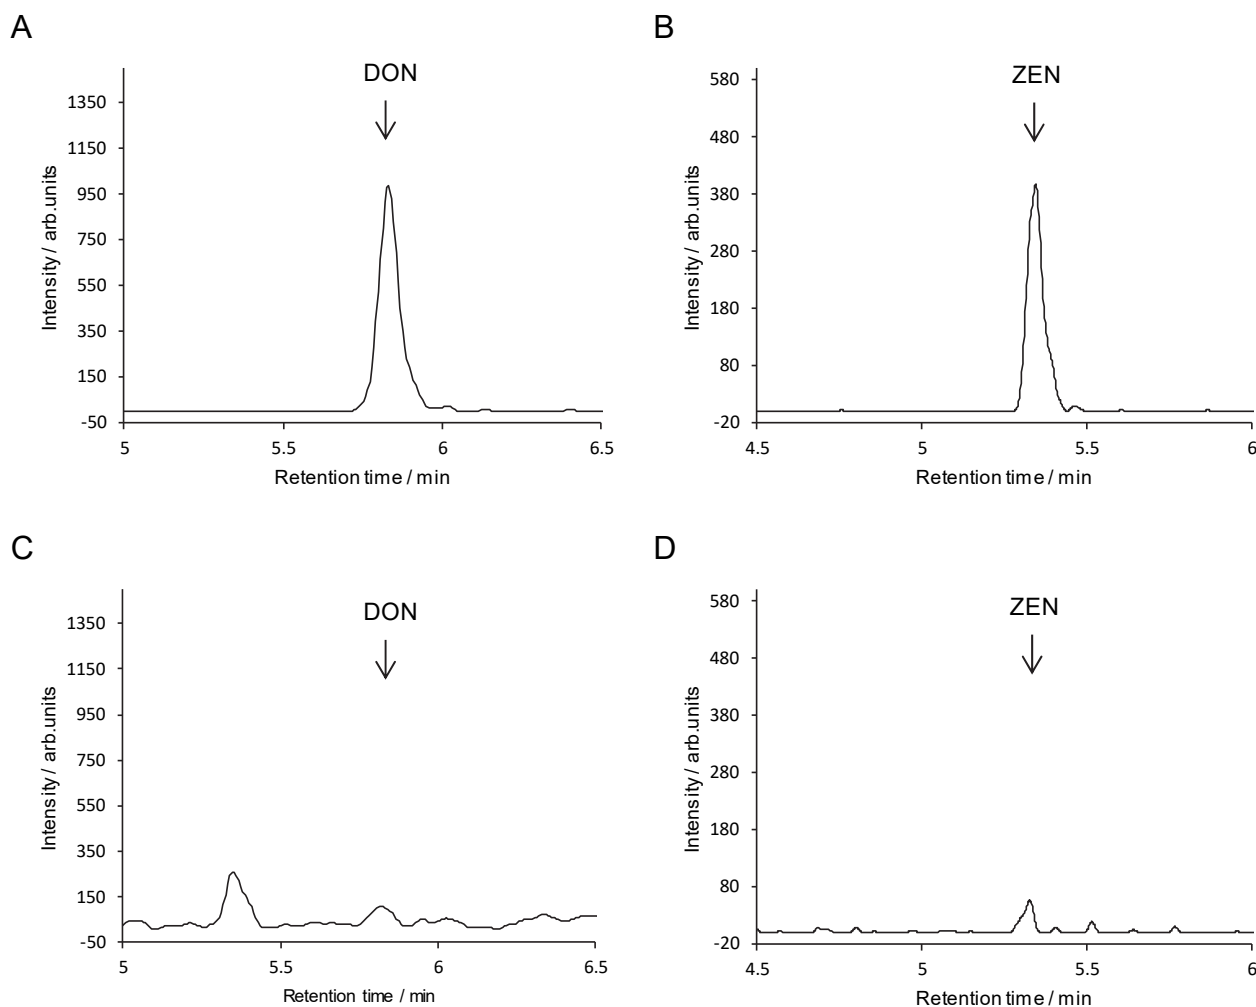 A
DON
1350
1150
950
750
550
350
150
-50
Intensity / arb.units
5 5.5 6 6.5
Retention time / min
B
ZEN
580
480
380
280
180
80
-20
Intensity / arb.units
4.5 5 5.5 6
Retention time / min
C
DON
1350
1150
950
750
550
350
150
-50
Intensity / arb.units
5 5.5 6 6.5
Retention time / min
D
ZEN
580
480
380
280
180
80
-20
Intensity / arb.units
4.5 5 5.5 6
Retention time / min